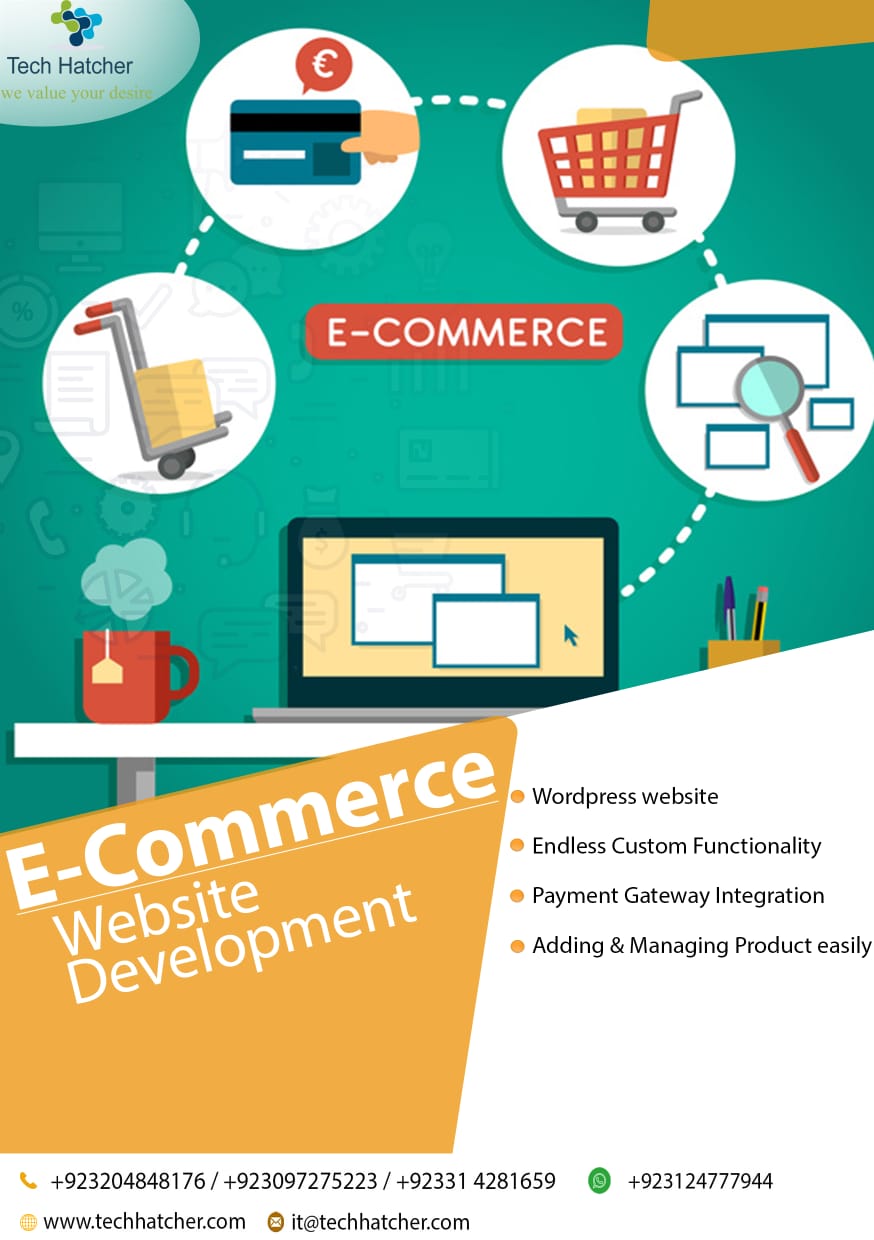 Tech Hatcher
we value your desire
€
E-COMMERCE
%
$
E-Commerce
Website
Development
Wordpress website
Endless Custom Functionality
Payment Gateway Integration
Adding & Managing Product easily
+923204848176 / +923097275223 / +92331 4281659 +923124777944
www.techhatcher.com it@techhatcher.com